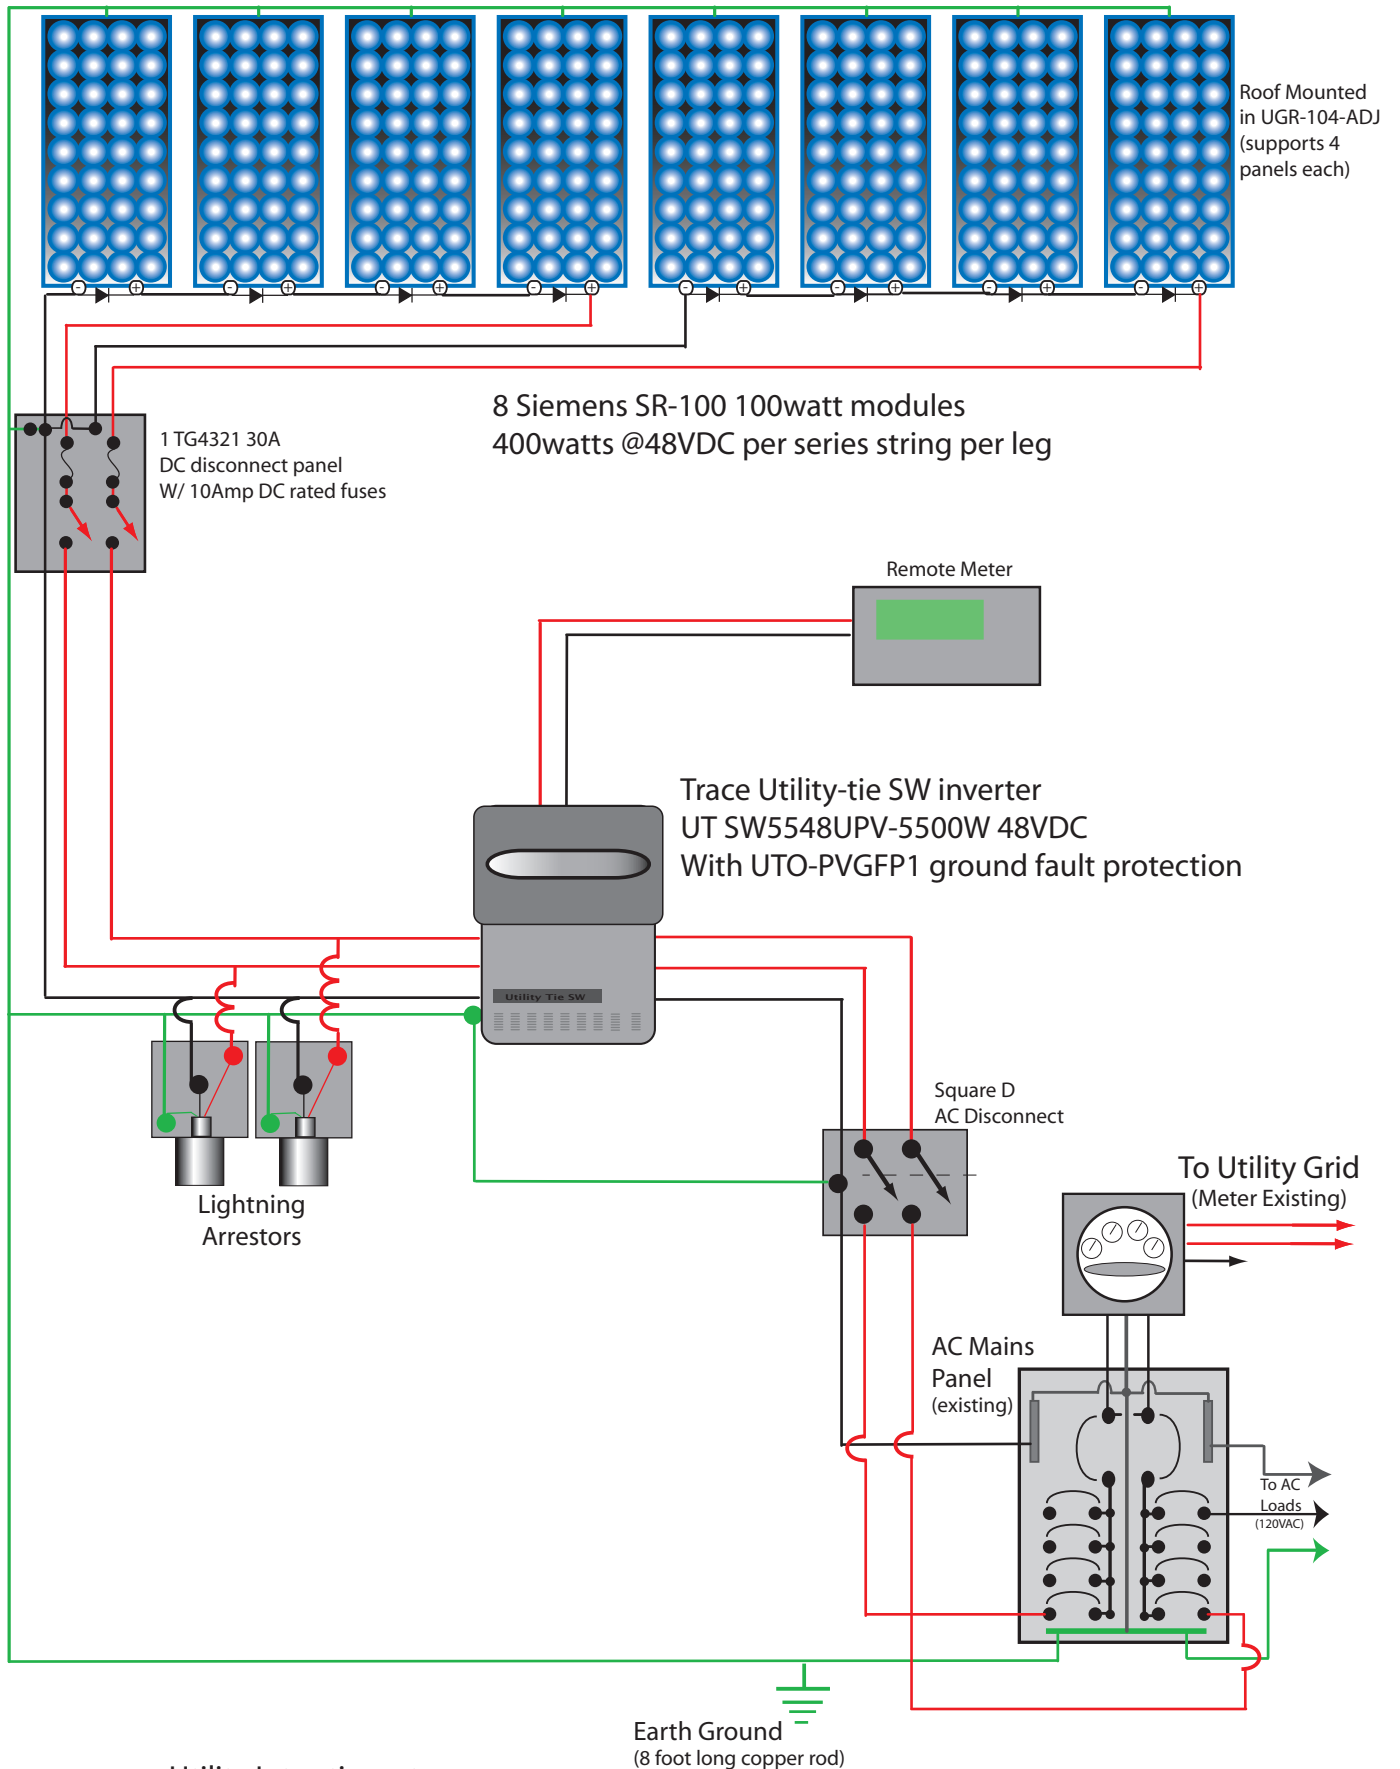 Roof Mounted
in UGR-104-ADJ
(supports 4
panels each)
8 Siemens SR-100 100watt modules
400watts @48VDC per series string per leg
1 TG4321 30A
DC disconnect panel
W/ 10Amp DC rated fuses
Remote Meter
Trace Utility-tie SW inverter
UT SW5548UPV-5500W 48VDC
With UTO-PVGFP1 ground fault protection
Utility Tie SW
Square D
AC Disconnect
Lightning
Arrestors
To Utility Grid
(Meter Existing)
AC Mains
Panel
(existing)
To AC
Loads
(120VAC)
Earth Ground
(8 foot long copper rod)